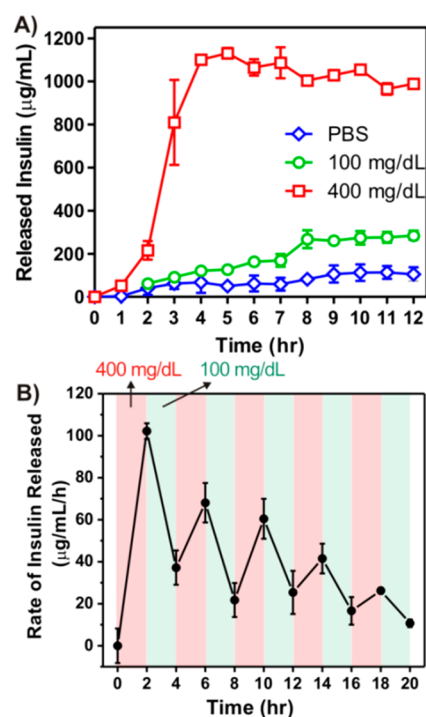 A)
Released Insulin (μg/mL)
1200
1000
800
600
400
200
0
PBS
100 mg/dL
400 mg/dL
0 1 2 3 4 5 6 7 8 9 10 11 12
Time (hr)
400 mg/dL 100 mg/dL
B)
Rate of Insulin Released
(μg/mL/h)
120
100
80
60
40
20
0
0 2 4 6 8 10 12 14 16 18 20
Time (hr)